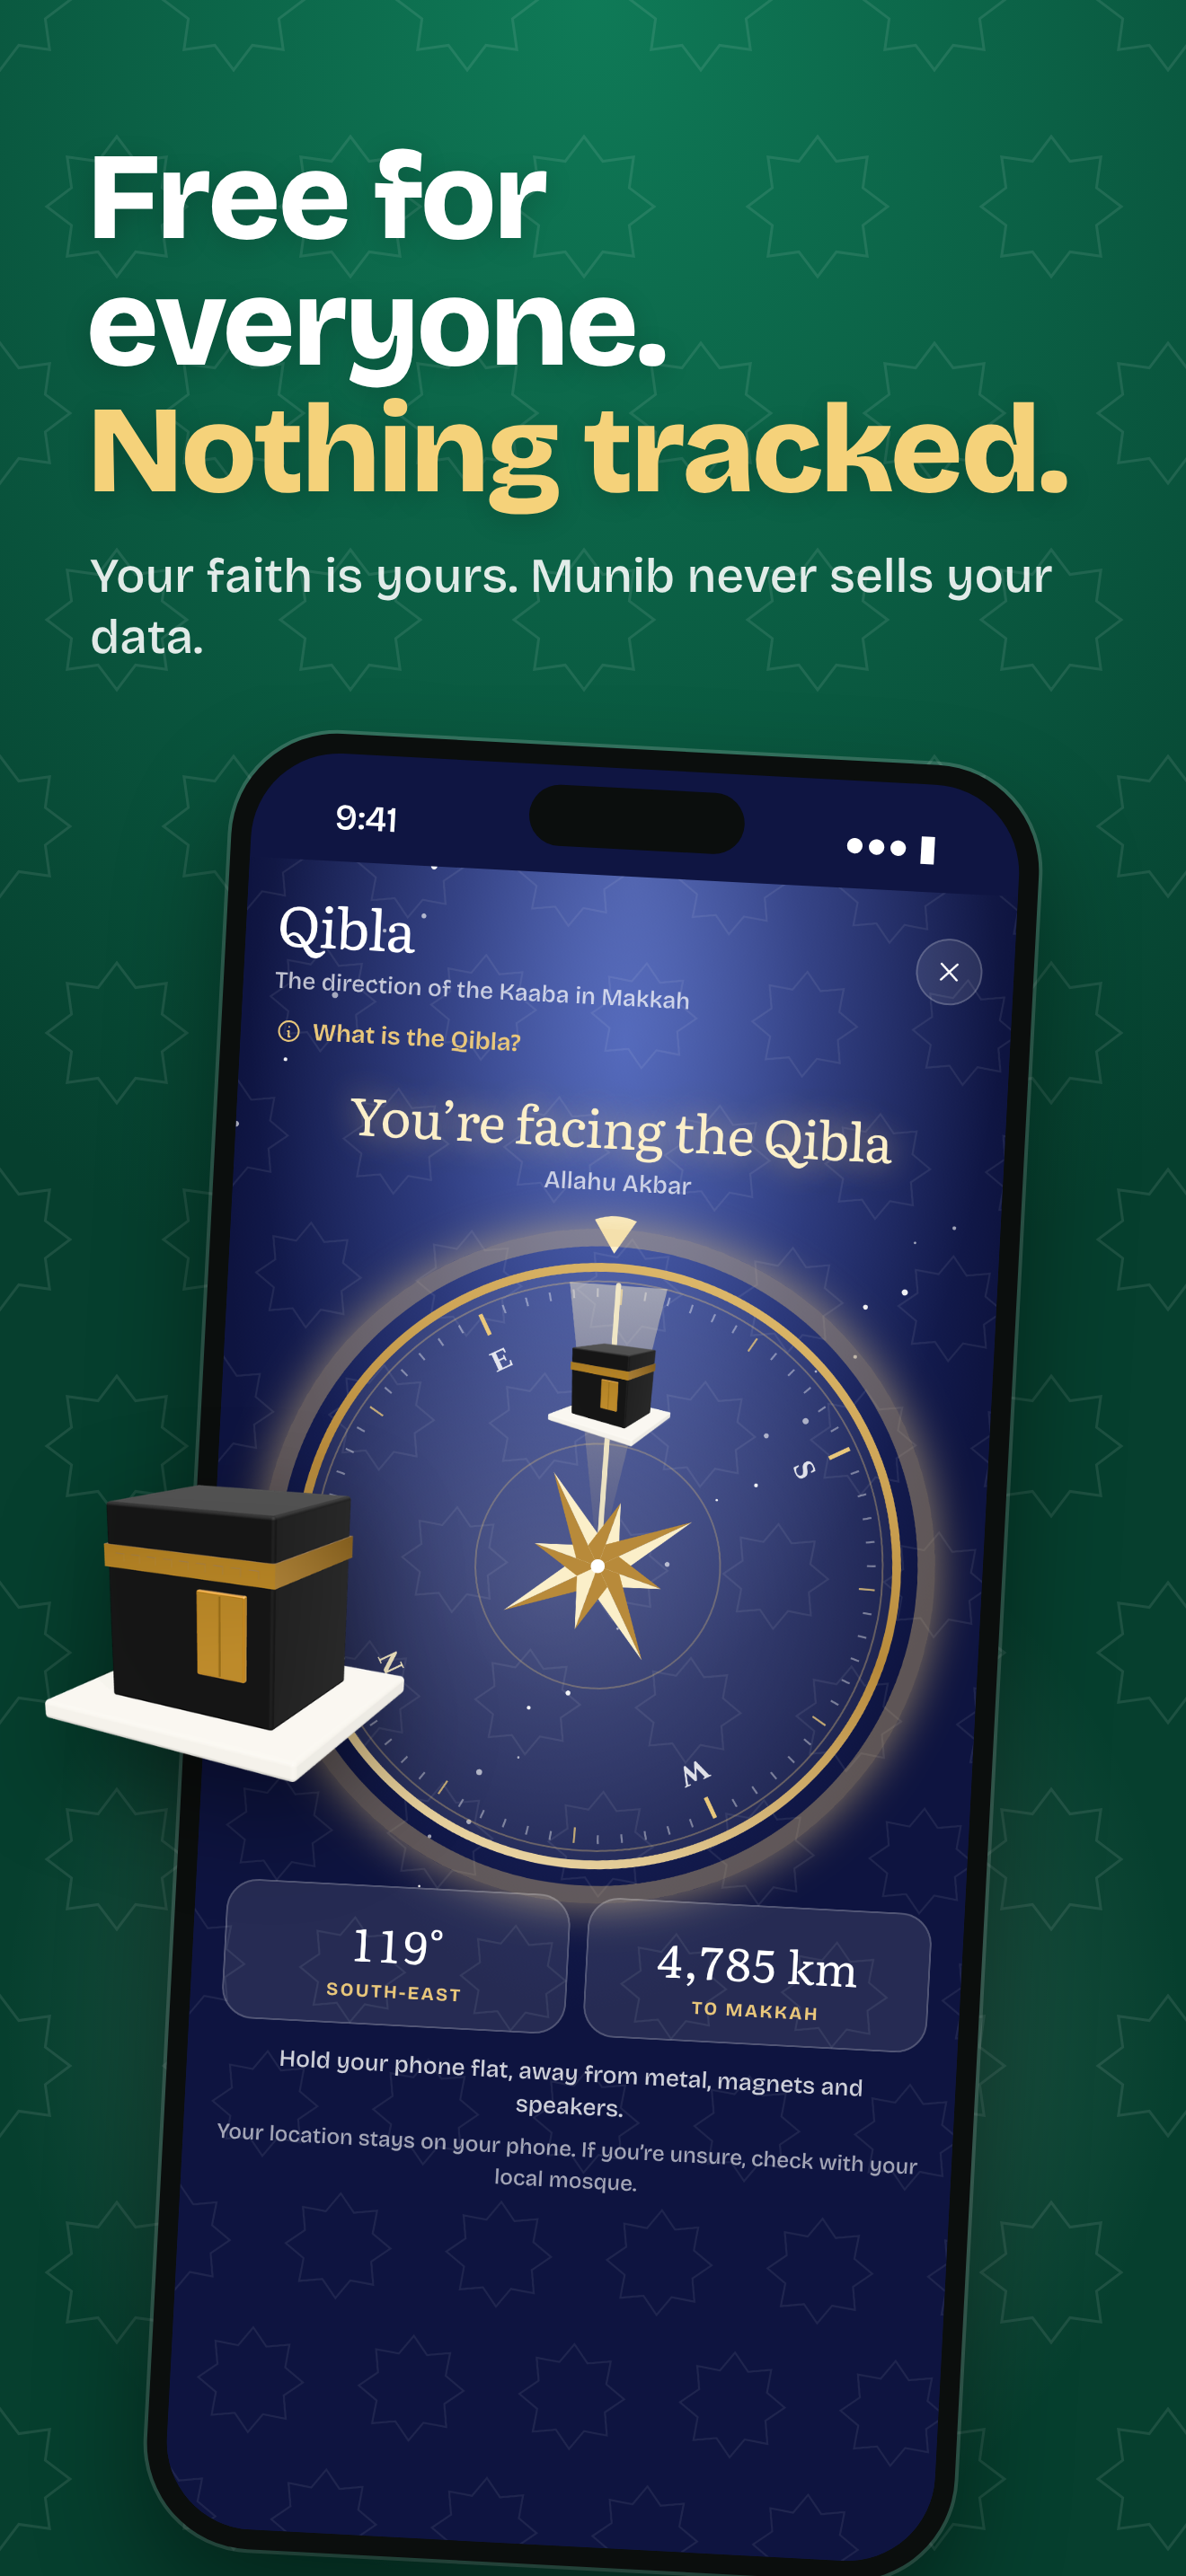 Free for
everyone.
Nothing tracked.
Your faith is yours. Munib never sells your
data.
9:41
Qibla
The direction of the Kaaba in Makkah
What is the Qibla?
You’re facing the Qibla
Allahu Akbar
E
S
N
W
119°
SOUTH-EAST
4,785 km
TO MAKKAH
Hold your phone flat, away from metal, magnets and
speakers.
Your location stays on your phone. If you’re unsure, check with your
local mosque.